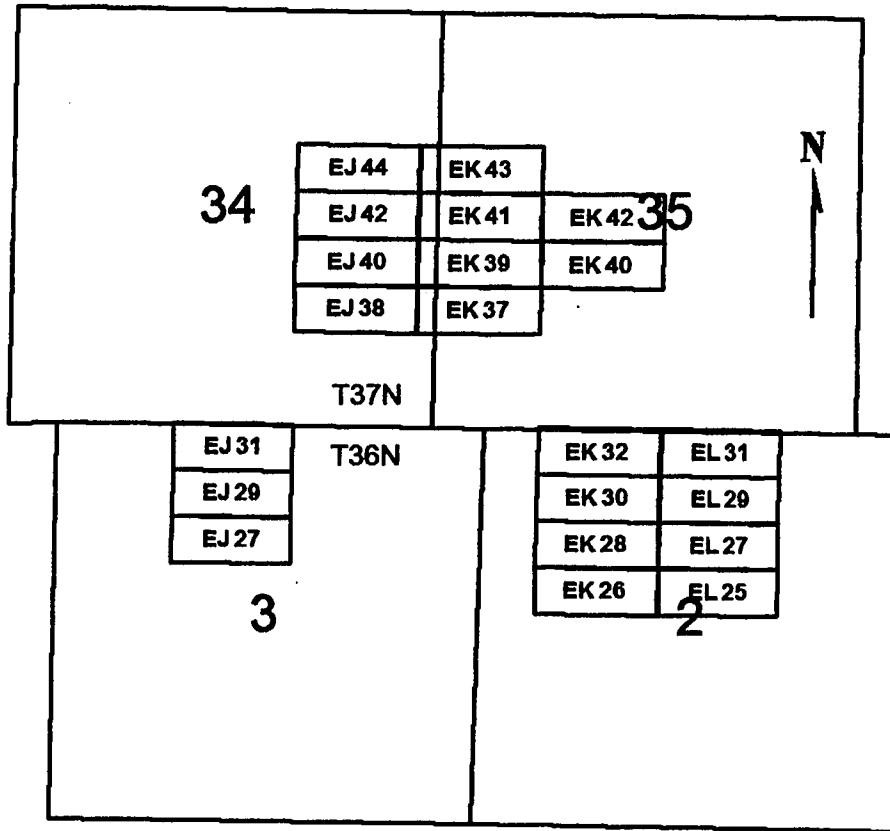 N
EJ 44 EK 43
34 EJ 42 EK 41 EK 42 35
EJ 40 EK 39 EK 40
EJ 38 EK 37
T37N
T36N
EJ 31 EK 32 EL 31
EJ 29 EK 30 EL 29
EJ 27 EK 28 EL 27
EK 26 EL 25
3 2